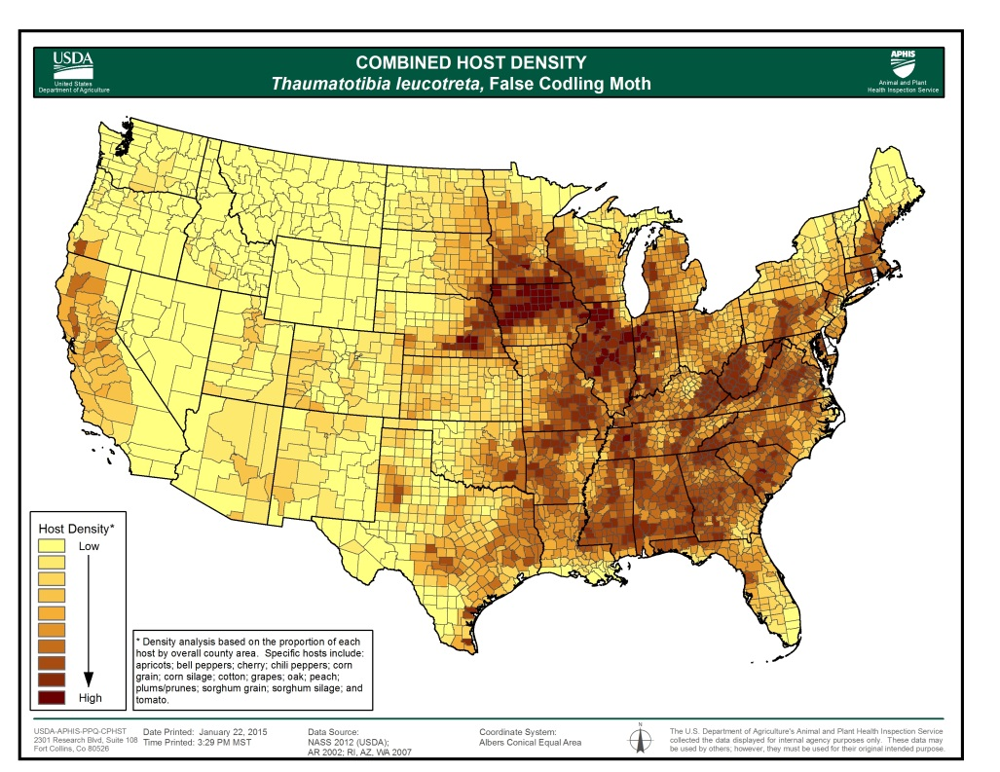 USDA
United States
Department of Agriculture
COMBINED HOST DENSITY
Thaumatotibia leucotreta, False Codling Moth
APHIS
Animal and Plant
Health Inspection Service
Host Density*
Low
High
* Density analysis based on the proportion of each
host by overall county area.  Specific hosts include:
apricots; bell peppers; cherry; chili peppers; corn
grain; corn silage; cotton; grapes; oak; peach;
plums/prunes; sorghum grain; sorghum silage; and
tomato.
USDA-APHIS-PPQ-CPHST
2301 Research Blvd, Suite 108
Fort Collins, Co 80526
Date Printed:  January 22, 2015
Time Printed: 3:29 PM MST
Data Source:
NASS 2012 (USDA);
AR 2002; RI, AZ, WA 2007
Coordinate System:
Albers Conical Equal Area
N
The U.S. Department of Agriculture's Animal and Plant Health Inspection Service
collected the data displayed for internal agency purposes only.  These data may
be used by others; however, they must be used for their original intended purpose.